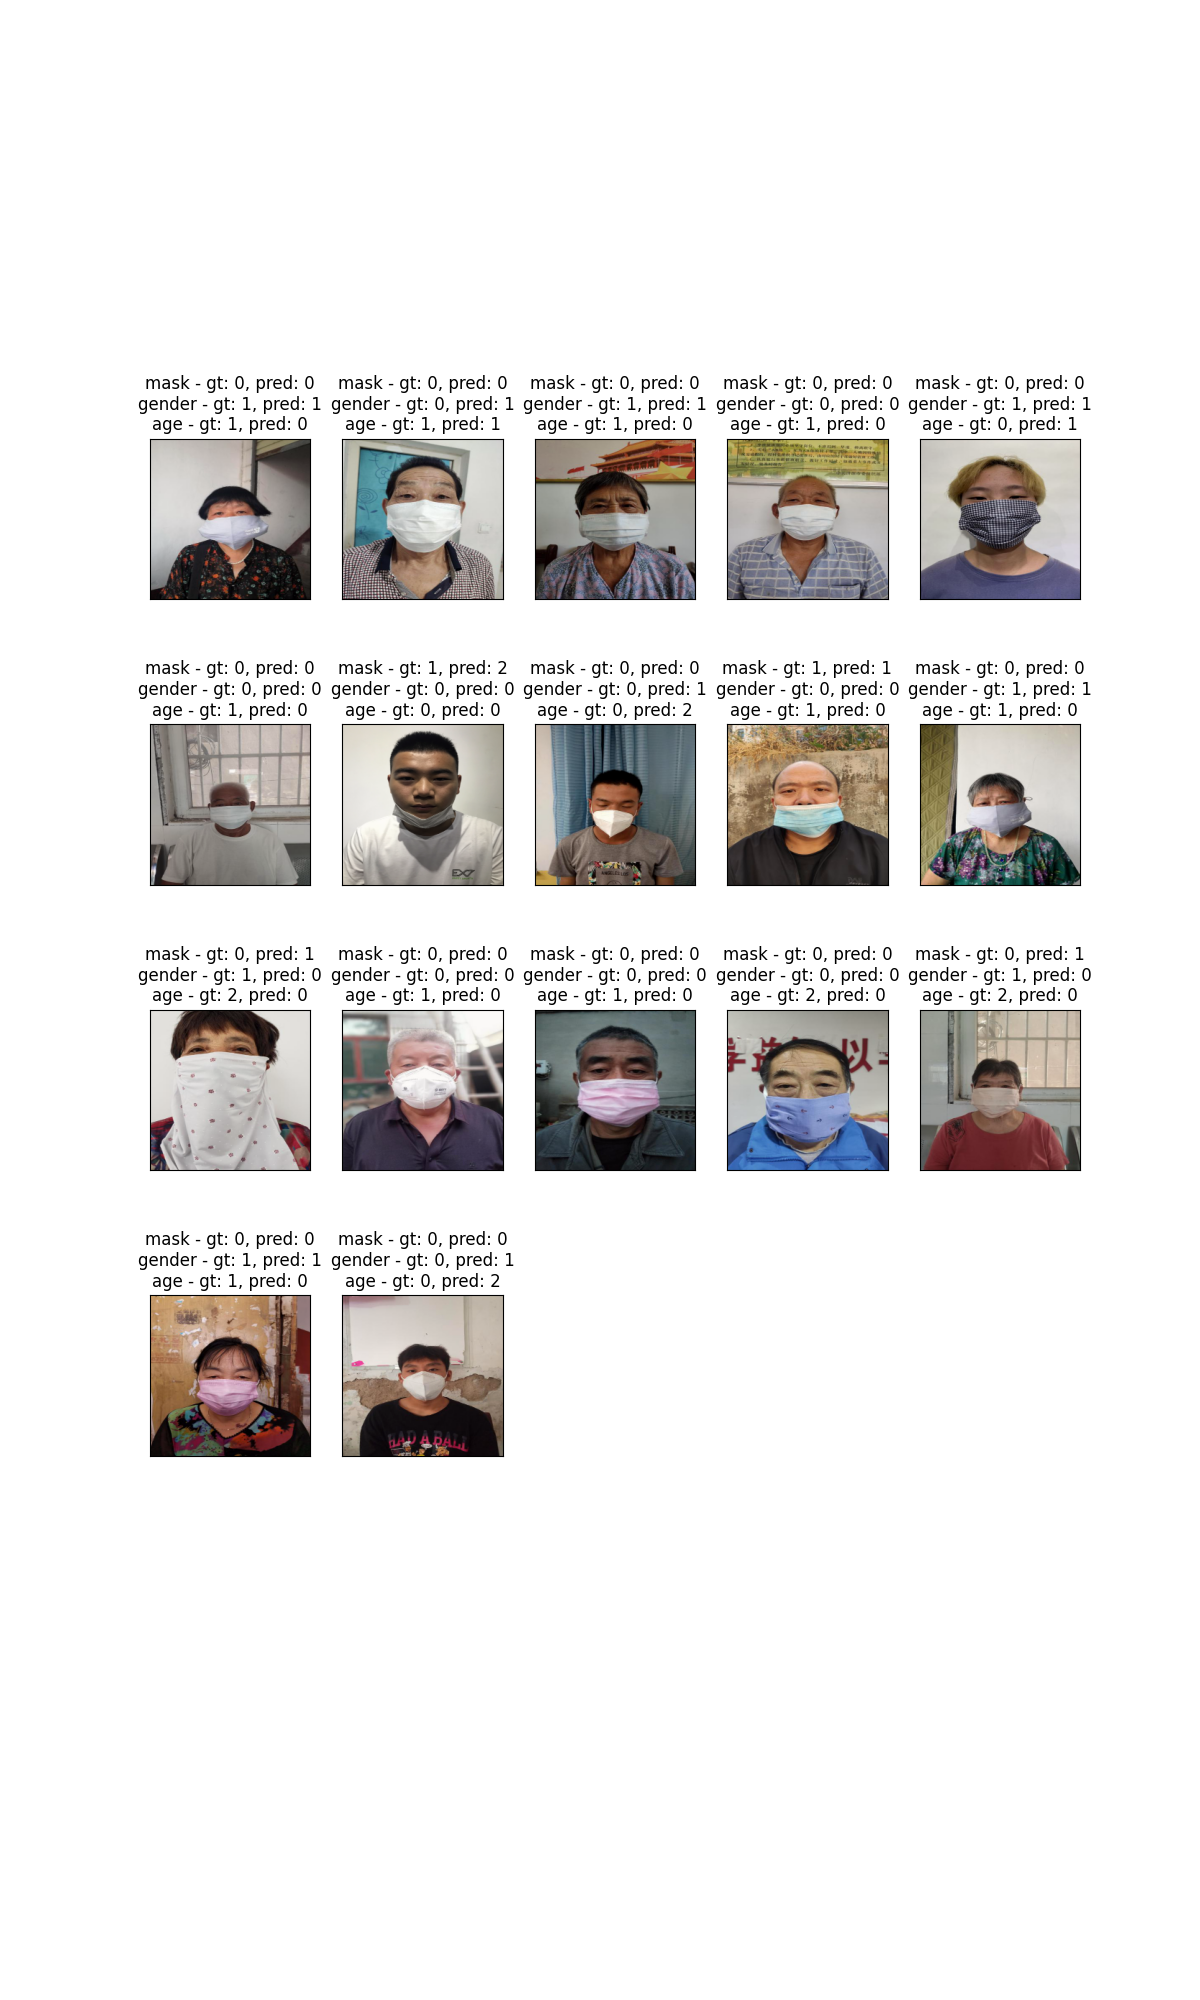 mask - gt: 0, pred: 0
gender - gt: 1, pred: 1
age - gt: 1, pred: 0
mask - gt: 0, pred: 0
gender - gt: 0, pred: 1
age - gt: 1, pred: 1
mask - gt: 0, pred: 0
gender - gt: 1, pred: 1
age - gt: 1, pred: 0
mask - gt: 0, pred: 0
gender - gt: 0, pred: 0
age - gt: 1, pred: 0
mask - gt: 0, pred: 0
gender - gt: 1, pred: 1
age - gt: 0, pred: 1
mask - gt: 0, pred: 0
gender - gt: 0, pred: 0
age - gt: 1, pred: 0
mask - gt: 1, pred: 2
gender - gt: 0, pred: 0
age - gt: 0, pred: 0
mask - gt: 0, pred: 0
gender - gt: 0, pred: 1
age - gt: 0, pred: 2
mask - gt: 1, pred: 1
gender - gt: 0, pred: 0
age - gt: 1, pred: 0
mask - gt: 0, pred: 0
gender - gt: 1, pred: 1
age - gt: 1, pred: 0
mask - gt: 0, pred: 1
gender - gt: 1, pred: 0
age - gt: 2, pred: 0
mask - gt: 0, pred: 0
gender - gt: 0, pred: 0
age - gt: 1, pred: 0
mask - gt: 0, pred: 0
gender - gt: 0, pred: 0
age - gt: 1, pred: 0
mask - gt: 0, pred: 0
gender - gt: 0, pred: 0
age - gt: 2, pred: 0
以
mask - gt: 0, pred: 1
gender - gt: 1, pred: 0
age - gt: 2, pred: 0
mask - gt: 0, pred: 0
gender - gt: 1, pred: 1
age - gt: 1, pred: 0
mask - gt: 0, pred: 0
gender - gt: 0, pred: 1
age - gt: 0, pred: 2
HAD A BALL